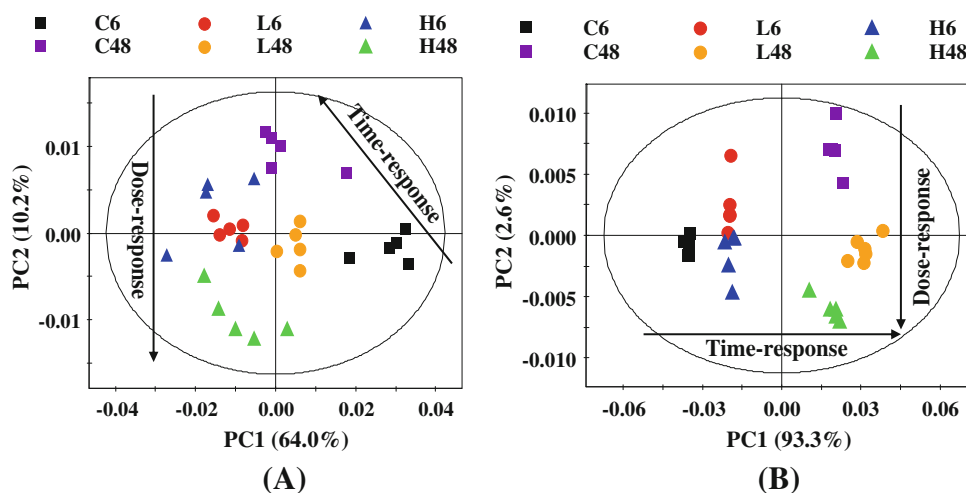 C6 L6 H6
C48 L48 H48
Dose-response
Time-response
PC2 (10.2%)
0.01
0.00
-0.01
-0.04 -0.02 0.00 0.02 0.04
PC1 (64.0%)
(A)
C6 L6 H6
C48 L48 H48
Dose-response
Time-response
PC2 (2.6%)
0.010
0.005
0.000
-0.005
-0.010
-0.06 -0.03 0.00 0.03 0.06
PC1 (93.3%)
(B)